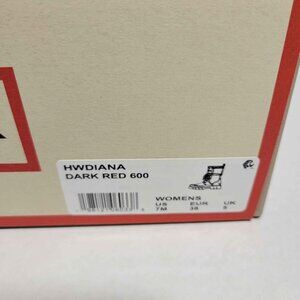 HWDIANA
DARK RED 600
WOMENS
US EUR. UK
7M 38 5